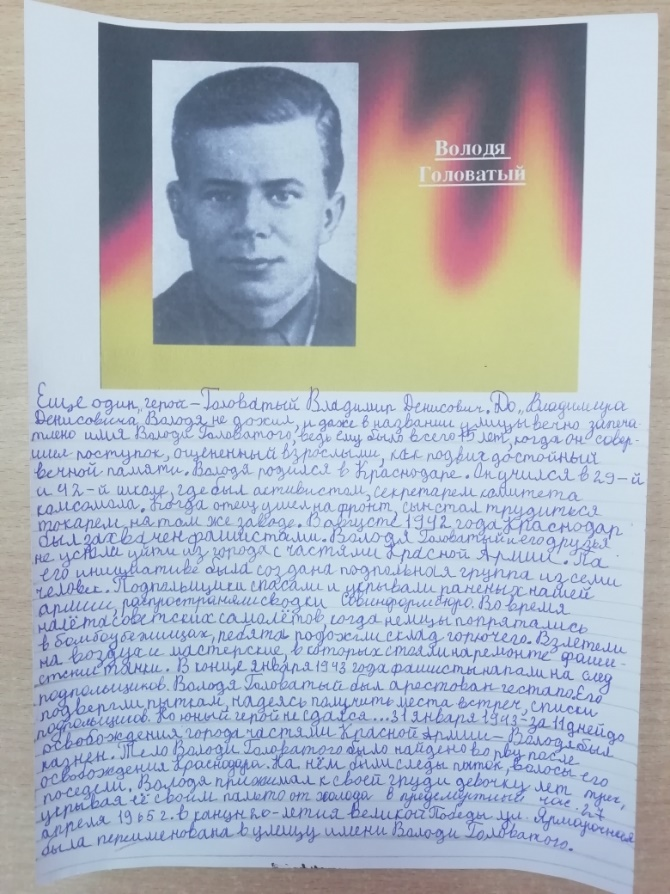 Володя
Головатый
Еще один герой – Головатый Владимир Денисович. До „Владимира
Денисовича" Володя не дожил, и даже в названии улицы вечно запеча-
тлено имя Володи Головатого, ведь ему было всего 15 лет, когда он совер-
шил поступок, оцененный взрослыми, как подвиг достойный
вечной памяти. Володя родился в Краснодаре. Он учился в 29-й
и 42-й школе, где был активистом, секретарем комитета
комсомола. Когда отец ушел на фронт, сын стал трудиться
токарем, на том же заводе. В августе 1942 года Краснодар
был захвачен фашистами. Володя Головатый и его друзья
не успели уйти из города с частями Красной Армии. По
его инициативе была создана подпольная группа из семи
человек. Подпольщики спасали и укрывали раненых нашей
армии, распространяли сводки Совинформбюро. Во время
налёта советских самолётов, когда немцы попрятались
в бомбоубежищах, ребята подожгли склад горючего. Взлетели
на воздух и мастерские, в которых стояли на ремонте фаши-
стские танки. В конце января 1943 года фашисты напали на след
подпольщиков. Володя Головатый был арестован гестапо. Его
подвергли пыткам, надеясь получить места встреч, списки
подпольщиков. Но юный герой не сдался... 31 января 1943 – за 11 дней до
освобождения города частями Красной Армии – Володя был
казнен. Тело Володи Головатого было найдено во рву после
освобождения Краснодара. На нём были следы пыток, волосы его
поседели. Володя прижимал к своей груди девочку лет трех,
укрывая её своим пальто от холода в предсмертный час. 27
апреля 1965 г. в канун 20-летия Великой Победы ул. Ярмарочная
была переименована в улицу имени Володи Головатого.